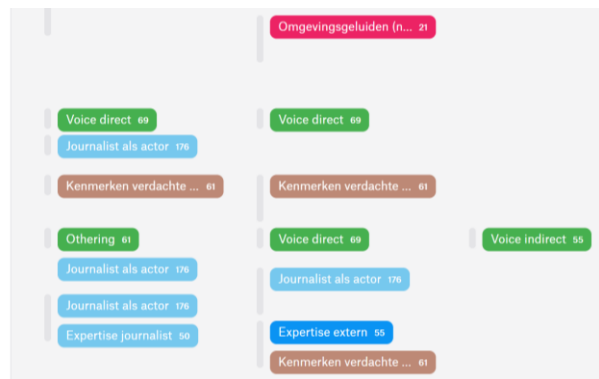 Omgevingsgeluiden (n... 21
Voice direct 69
Voice direct 69
Journalist als actor 176
Kenmerken verdachte ... 61
Kenmerken verdachte ... 61
Othering 61
Voice direct 69
Voice indirect 55
Journalist als actor 176
Journalist als actor 176
Journalist als actor 176
Expertise journalist 50
Expertise extern 55
Kenmerken verdachte ... 61